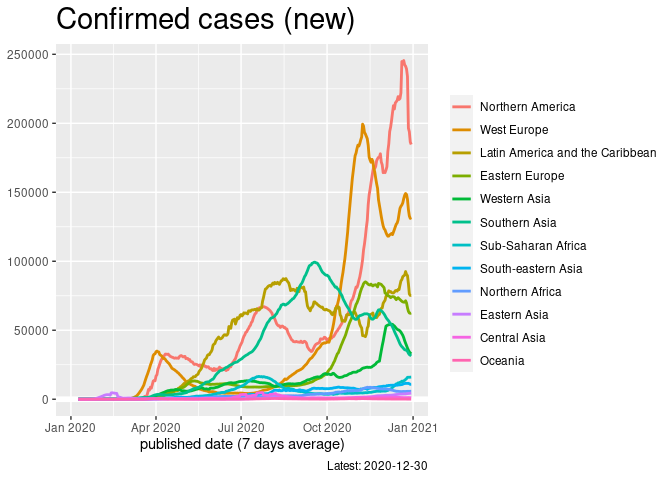 Confirmed cases (new)
250000
200000
150000
100000
50000
0
Jan 2020
Apr 2020
Jul 2020
Oct 2020
Jan 2021
published date (7 days average)
Latest: 2020-12-30
Northern America
West Europe
Latin America and the Caribbean
Eastern Europe
Western Asia
Southern Asia
Sub-Saharan Africa
South-eastern Asia
Northern Africa
Eastern Asia
Central Asia
Oceania